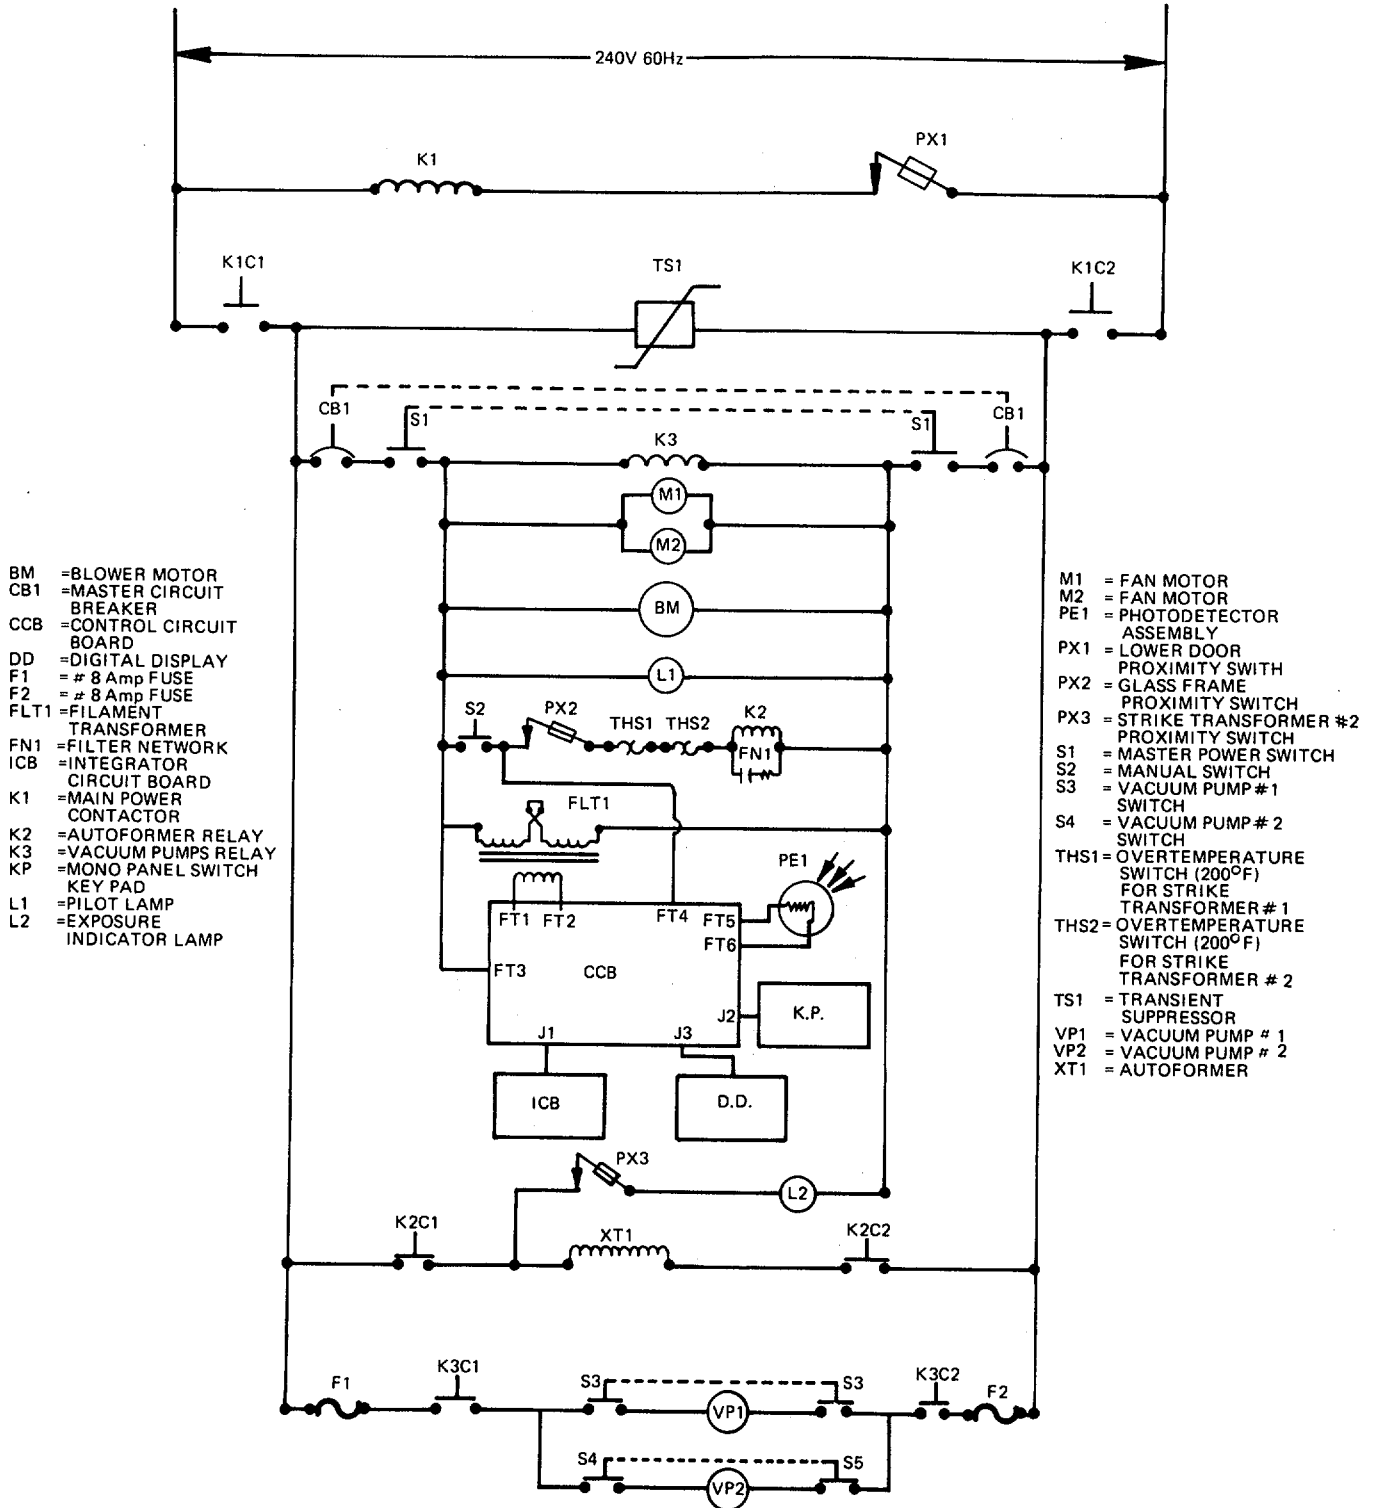 240V 60Hz
K1
PX1
K1C1
TS1
K1C2
CB1
S1
K3
S1
CB1
M1
M2
BM
L1
S2
PX2
THS1 THS2
K2
FN1
FLT1
PE1
FT1 FT2
FT4
FT5
FT6
FT3
CCB
J2
K.P.
J1
J3
ICB
D.D.
PX3
L2
K2C1
XT1
K2C2
F1
K3C1
S3
VP1
S3
K3C2
F2
S4
VP2
S5
BM =BLOWER MOTOR
CB1 =MASTER CIRCUIT
BREAKER
CCB =CONTROL CIRCUIT
BOARD
DD =DIGITAL DISPLAY
F1 = # 8 Amp FUSE
F2 = # 8 Amp FUSE
FLT1 =FILAMENT
TRANSFORMER
FN1 =FILTER NETWORK
ICB =INTEGRATOR
CIRCUIT BOARD
K1 =MAIN POWER
CONTACTOR
K2 =AUTOFORMER RELAY
K3 =VACUUM PUMPS RELAY
KP =MONO PANEL SWITCH
KEY PAD
L1 =PILOT LAMP
L2 =EXPOSURE
INDICATOR LAMP
M1 = FAN MOTOR
M2 = FAN MOTOR
PE1 = PHOTODETECTOR
ASSEMBLY
PX1 = LOWER DOOR
PROXIMITY SWITH
PX2 = GLASS FRAME
PROXIMITY SWITCH
PX3 = STRIKE TRANSFORMER #2
PROXIMITY SWITCH
S1 = MASTER POWER SWITCH
S2 = MANUAL SWITCH
S3 = VACUUM PUMP #1
SWITCH
S4 = VACUUM PUMP # 2
SWITCH
THS1 = OVERTEMPERATURE
SWITCH (200°F)
FOR STRIKE
TRANSFORMER # 1
THS2 = OVERTEMPERATURE
SWITCH (200°F)
FOR STRIKE
TRANSFORMER # 2
TS1 = TRANSIENT
SUPPRESSOR
VP1 = VACUUM PUMP # 1
VP2 = VACUUM PUMP # 2
XT1 = AUTOFORMER